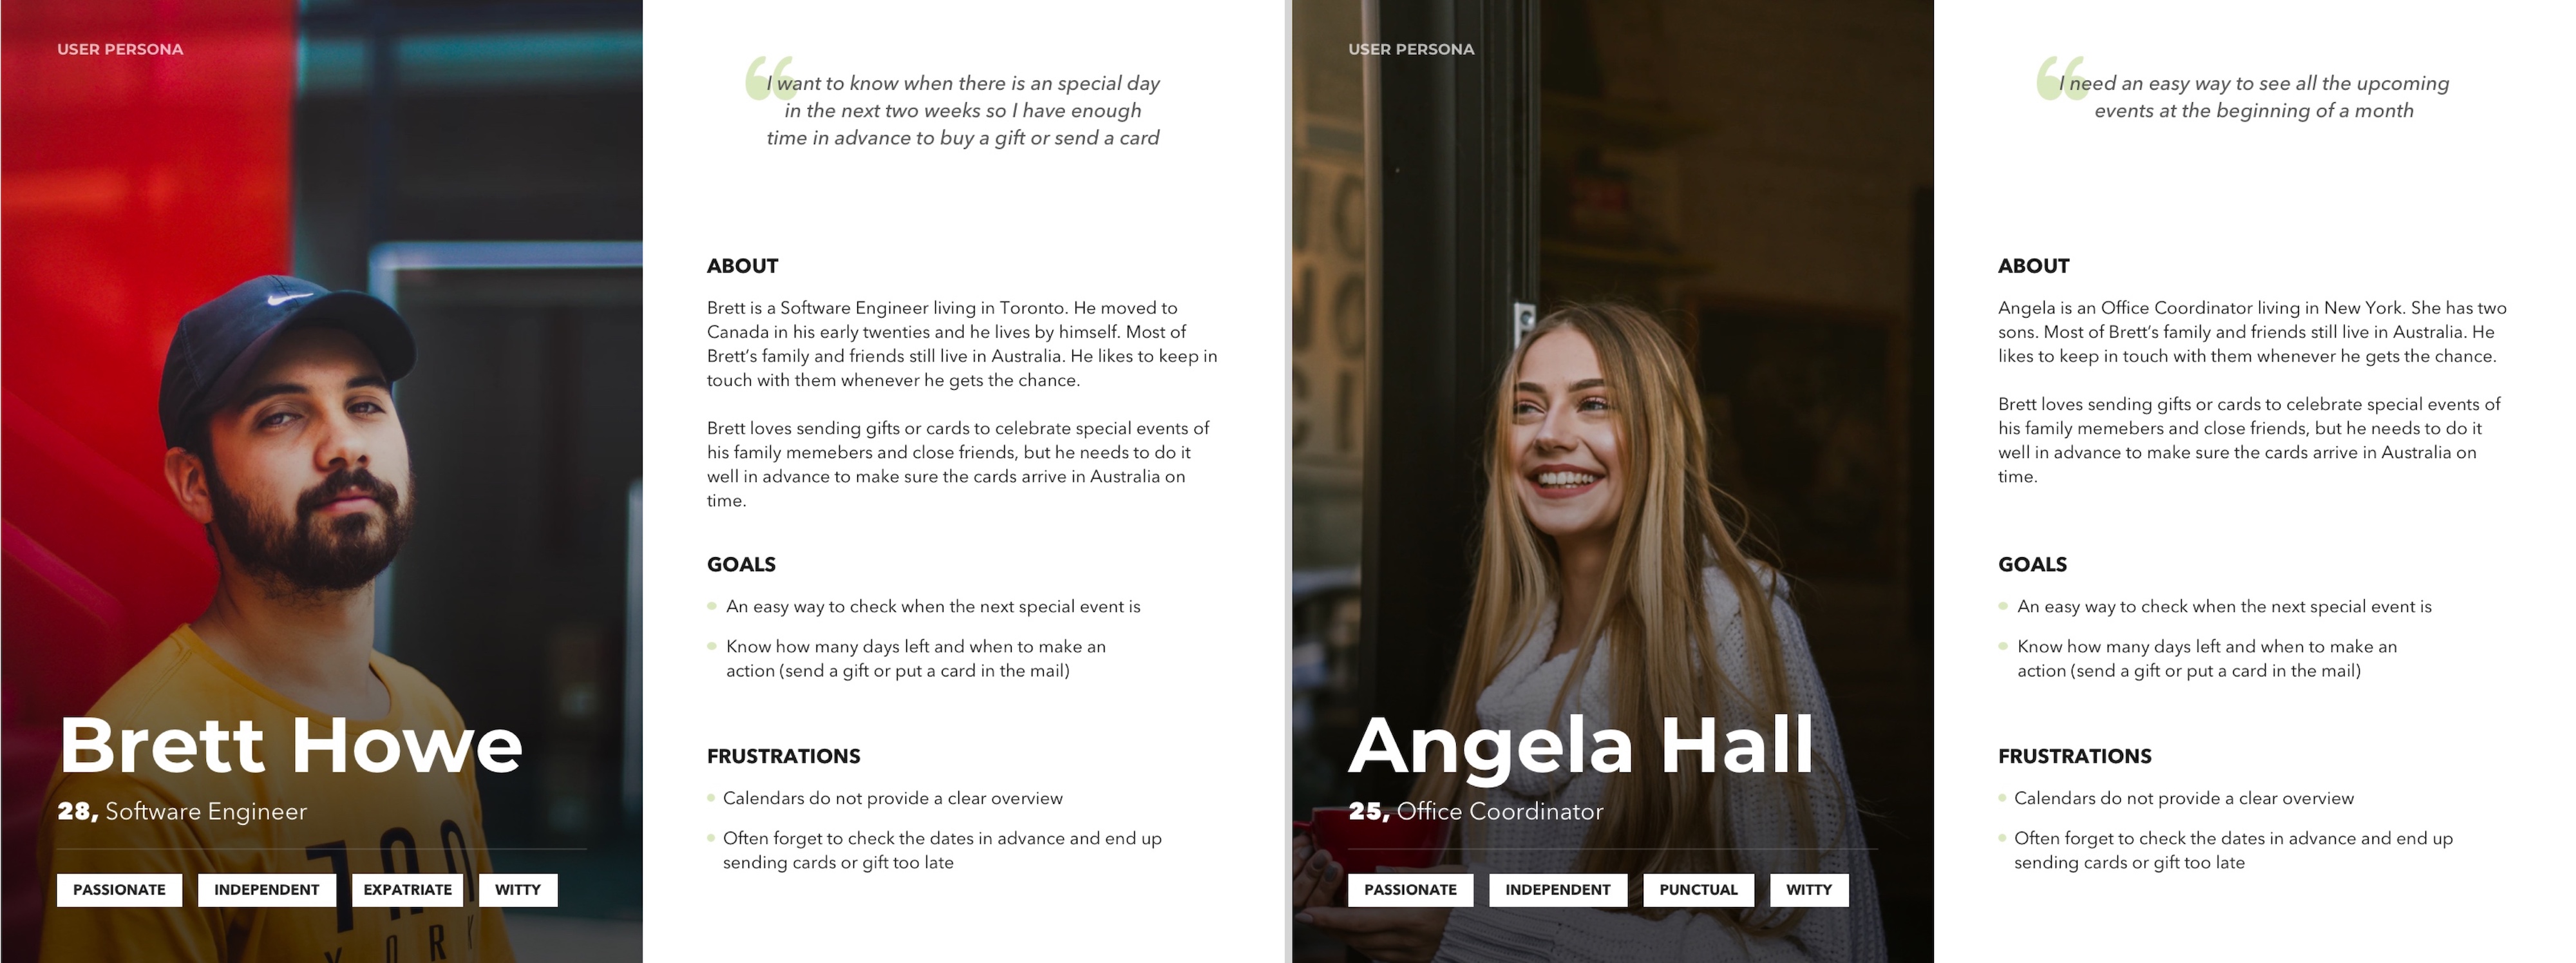 USER PERSONA
Brett Howe
28, Software Engineer
PASSIONATE
INDEPENDENT
EXPATRIATE
WITTY
I want to know when there is an special day
in the next two weeks so I have enough
time in advance to buy a gift or send a card
ABOUT
Brett is a Software Engineer living in Toronto. He moved to
Canada in his early twenties and he lives by himself. Most of
Brett’s family and friends still live in Australia. He likes to keep in
touch with them whenever he gets the chance.
Brett loves sending gifts or cards to celebrate special events of
his family memebers and close friends, but he needs to do it
well in advance to make sure the cards arrive in Australia on
time.
GOALS
An easy way to check when the next special event is
Know how many days left and when to make an
action (send a gift or put a card in the mail)
FRUSTRATIONS
Calendars do not provide a clear overview
Often forget to check the dates in advance and end up
sending cards or gift too late
USER PERSONA
Angela Hall
25, Office Coordinator
PASSIONATE
INDEPENDENT
PUNCTUAL
WITTY
I need an easy way to see all the upcoming
events at the beginning of a month
ABOUT
Angela is an Office Coordinator living in New York. She has two
sons. Most of Brett’s family and friends still live in Australia. He
likes to keep in touch with them whenever he gets the chance.
Brett loves sending gifts or cards to celebrate special events of
his family memebers and close friends, but he needs to do it
well in advance to make sure the cards arrive in Australia on
time.
GOALS
An easy way to check when the next special event is
Know how many days left and when to make an
action (send a gift or put a card in the mail)
FRUSTRATIONS
Calendars do not provide a clear overview
Often forget to check the dates in advance and end up
sending cards or gift too late